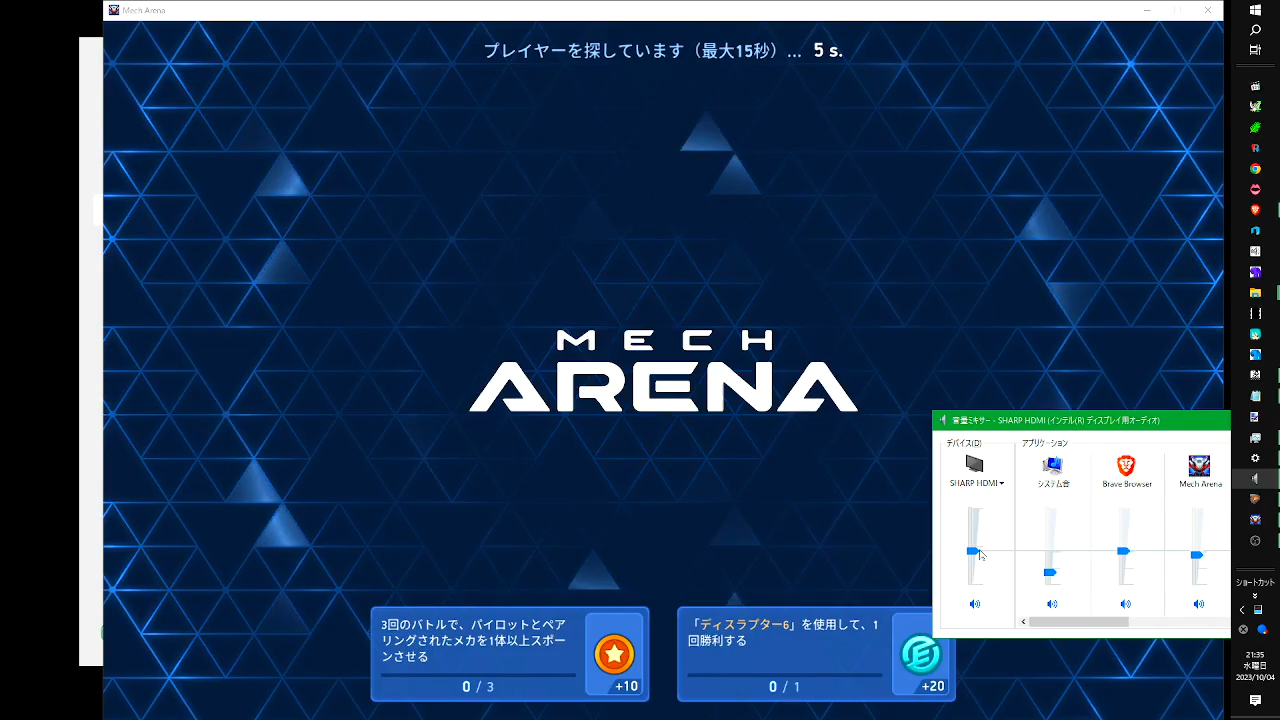 Mech Arena
プレイヤーを探しています（最大15秒）... 5 s.
MECH
ARENA
音量ミキサー - SHARP HDMI (インテル(R) ディスプレイ用オーディオ)
デバイス(D)
アプリケーション
SHARP HDMI
システム音
Brave Browser
Mech Arena
3回のバトルで、パイロットとペア
リングされたメカを1体以上スポー
ンさせる
0 / 3
+10
「ディスラプター6」を使用して、1
回勝利する
0 / 1
+20
ショートカット
21:35
水曜日
2023/10/04